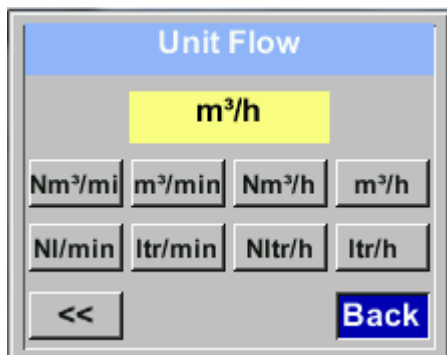 Unit Flow
m³/h
Nm³/mi m³/min Nm³/h m³/h
Nl/min ltr/min Nltr/h ltr/h
<< Back